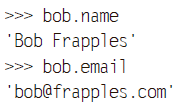 >>> bob.name
'Bob Frapples'
>>> bob.email
'bob@frapples.com'